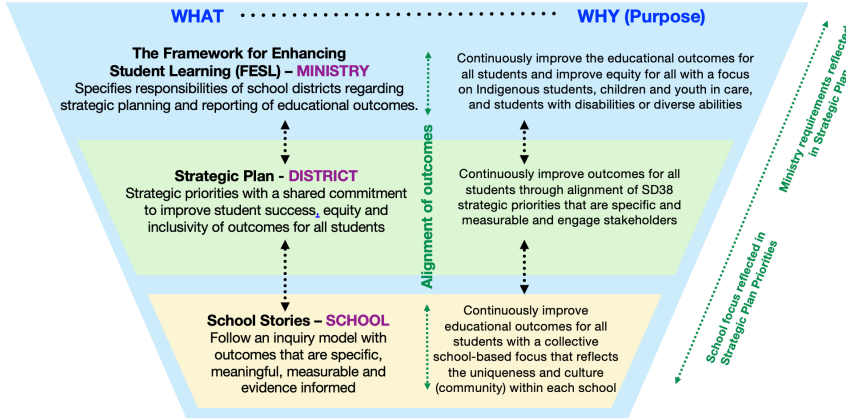 WHAT
WHY (Purpose)
The Framework for Enhancing
Student Learning (FESL) – MINISTRY
Specifies responsibilities of school districts regarding
strategic planning and reporting of educational outcomes.
Continuously improve the educational outcomes for
all students and improve equity for all with a focus
on Indigenous students, children and youth in care,
and students with disabilities or diverse abilities
Strategic Plan - DISTRICT
Strategic priorities with a shared commitment
to improve student success, equity and
inclusivity of outcomes for all students
Continuously improve outcomes for all
students through alignment of SD38
strategic priorities that are specific and
measurable and engage stakeholders
School Stories – SCHOOL
Follow an inquiry model with
outcomes that are specific,
meaningful, measurable and
evidence informed
Continuously improve
educational outcomes for all
students with a collective
school-based focus that reflects
the uniqueness and culture
(community) within each school
Alignment of outcomes
Ministry requirements reflected
in Strategic Plan
School focus reflected in
Strategic Plan Priorities